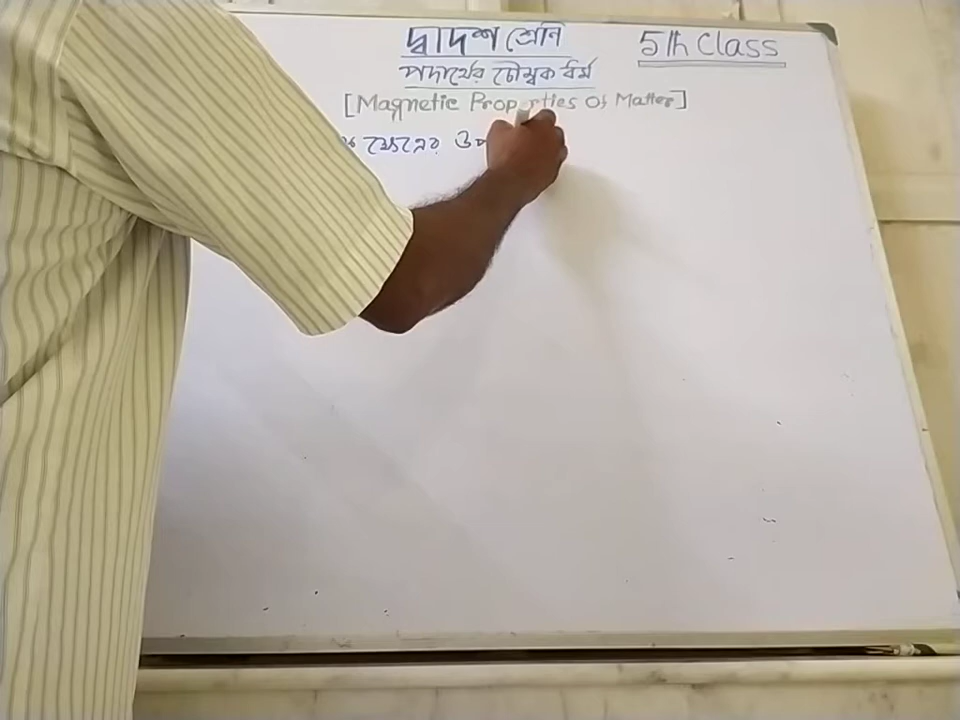 দ্বাদশ শ্রেণি
5th Class
পদার্থের চৌম্বক ধর্ম
[Magnetic Properties Of Matter]
ক্ষেত্রের